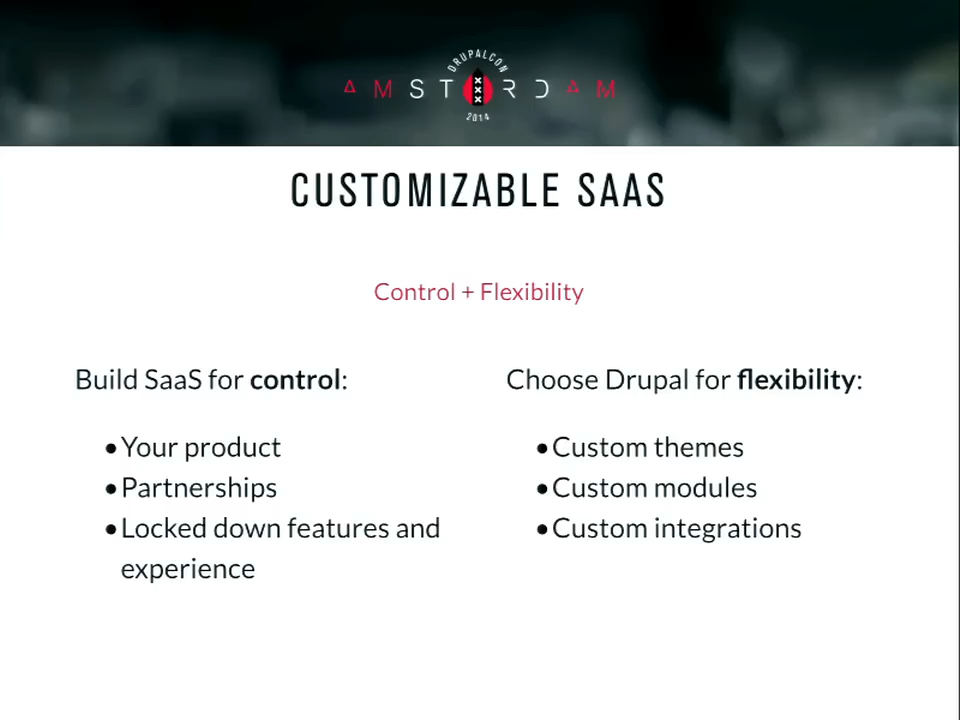 DRUPALCON
AMSTERDAM
2014
CUSTOMIZABLE SAAS
Control + Flexibility
Build SaaS for control:
•Your product
•Partnerships
•Locked down features and
experience
Choose Drupal for flexibility:
•Custom themes
•Custom modules
•Custom integrations